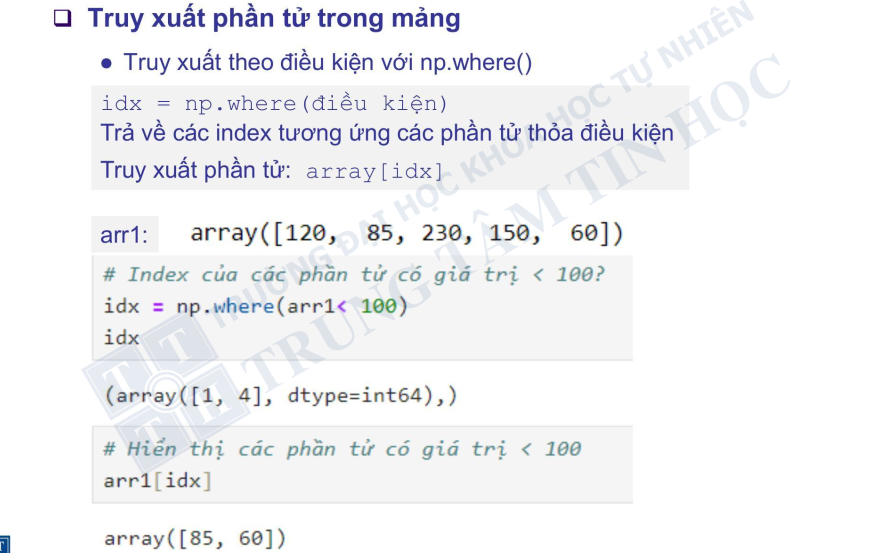 Truy xuất phần tử trong mảng
Truy xuất theo điều kiện với np.where()
idx = np.where(điều kiện)
Trả về các index tương ứng các phần tử thỏa điều kiện
Truy xuất phần tử: array[idx]
arr1: array([120, 85, 230, 150, 60])
# Index của các phần tử có giá trị < 100?
idx = np.where(arr1< 100)
idx
(array([1, 4], dtype=int64),)
# Hiển thị các phần tử có giá trị < 100
arr1[idx]
array([85, 60])
TRƯỜNG ĐẠI HỌC KHOA HỌC TỰ NHIÊN
TRUNG TÂM TIN HỌC